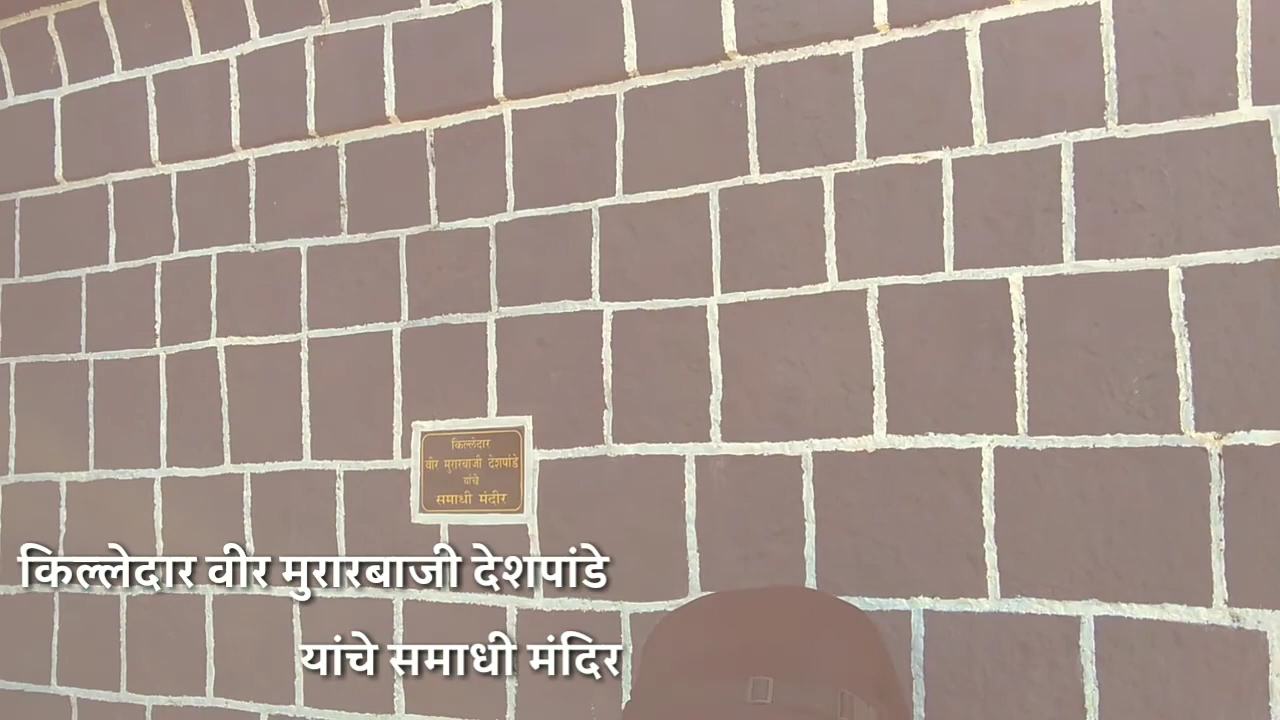 किल्लेदार
वीर मुरारबाजी देशपांडे
यांचे
समाधी मंदीर
किल्लेदार वीर मुरारबाजी देशपांडे
यांचे समाधी मंदिर